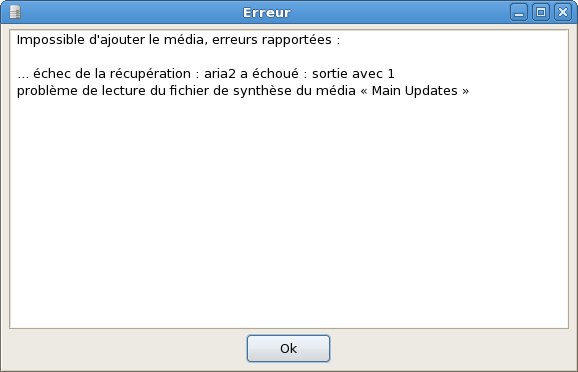 Erreur
Impossible d'ajouter le média, erreurs rapportées :
... échec de la récupération : aria2 a échoué : sortie avec 1
problème de lecture du fichier de synthèse du média « Main Updates »
Ok